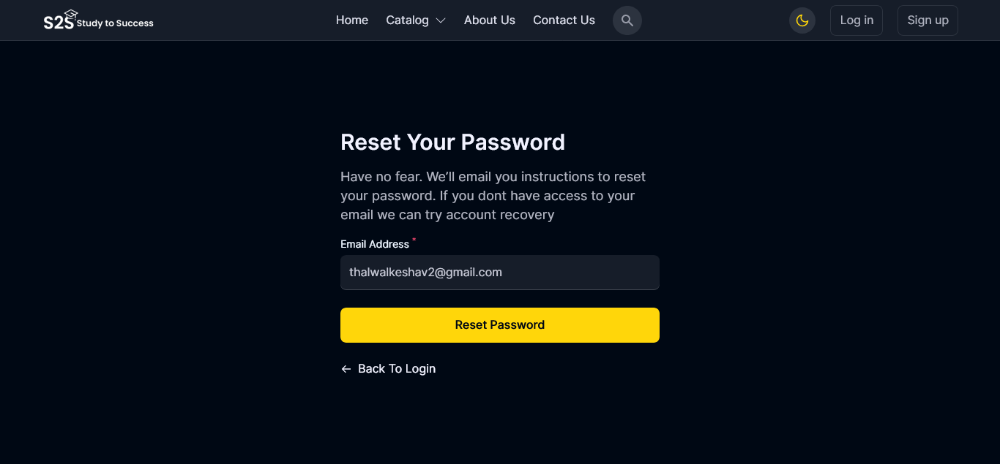 S2S Study to Success
Home Catalog About Us Contact Us
Log in Sign up
Reset Your Password
Have no fear. We’ll email you instructions to reset
your password. If you dont have access to your
email we can try account recovery
Email Address *
thalwalkeshav2@gmail.com
Reset Password
Back To Login